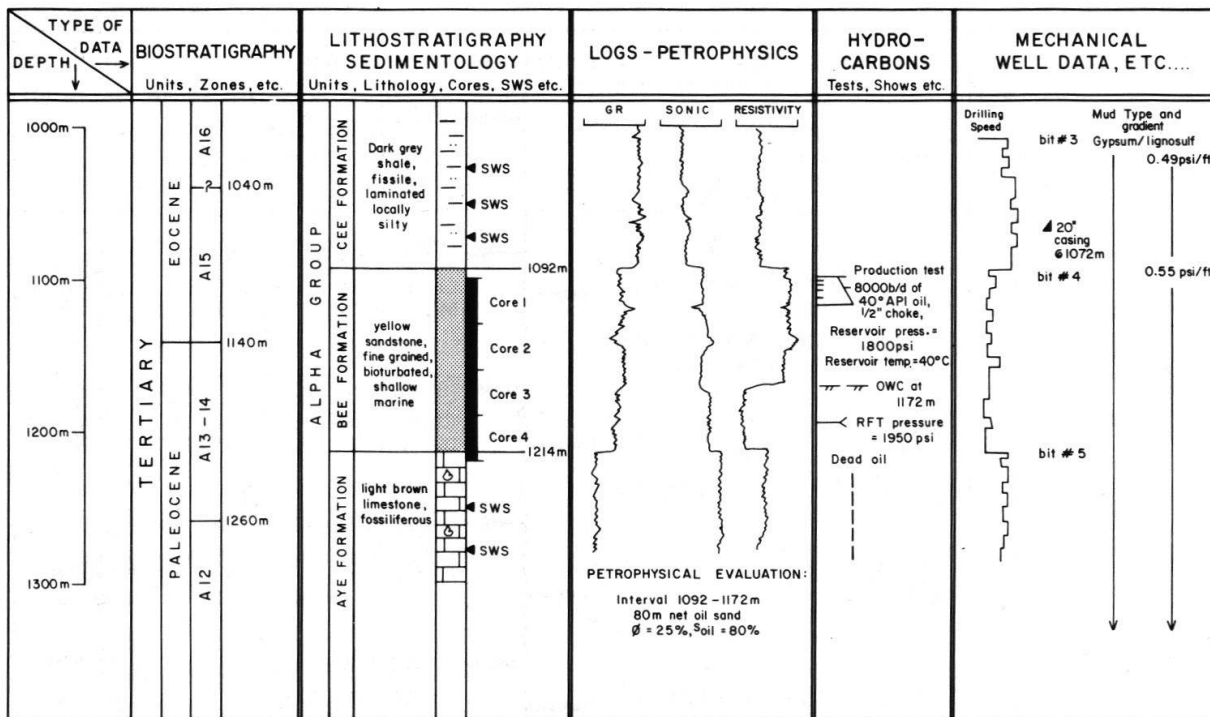 TYPE OF
DATA
DEPTH
BIOSTRATIGRAPHY
Units, Zones, etc.
LITHOSTRATIGRAPHY
SEDIMENTOLOGY
Units, Lithology, Cores, SWS etc.
LOGS - PETROPHYSICS
HYDRO-
CARBONS
Tests, Shows etc.
MECHANICAL
WELL DATA, ETC....
1000m
1100m
1200m
1300m
TERTIARY
EOCENE
PALEOCENE
A16
?
A15
A13-14
A12
1040m
1140m
1260m
ALPHA GROUP
CEE FORMATION
BEE FORMATION
AYE FORMATION
Dark grey
shale,
fissile,
laminated
locally
silty
SWS
SWS
SWS
1092m
yellow
sandstone,
fine grained,
bioturbated,
shallow
marine
Core 1
Core 2
Core 3
Core 4
1214m
light brown
limestone,
fossiliferous
SWS
SWS
GR
SONIC
RESISTIVITY
PETROPHYSICAL EVALUATION:
Interval 1092-1172m
80m net oil sand
Ø = 25%, Soil = 80%
Production test
8000b/d of
40° API oil,
1/2" choke,
Reservoir press. =
1800psi
Reservoir temp.=40°C
OWC at
1172 m
RFT pressure
= 1950 psi
Dead oil
Drilling
Speed
bit #3
20"
casing
@1072m
bit #4
bit #5
Mud Type and
gradient
Gypsum/lignosulf
0.49psi/ft
0.55 psi/ft